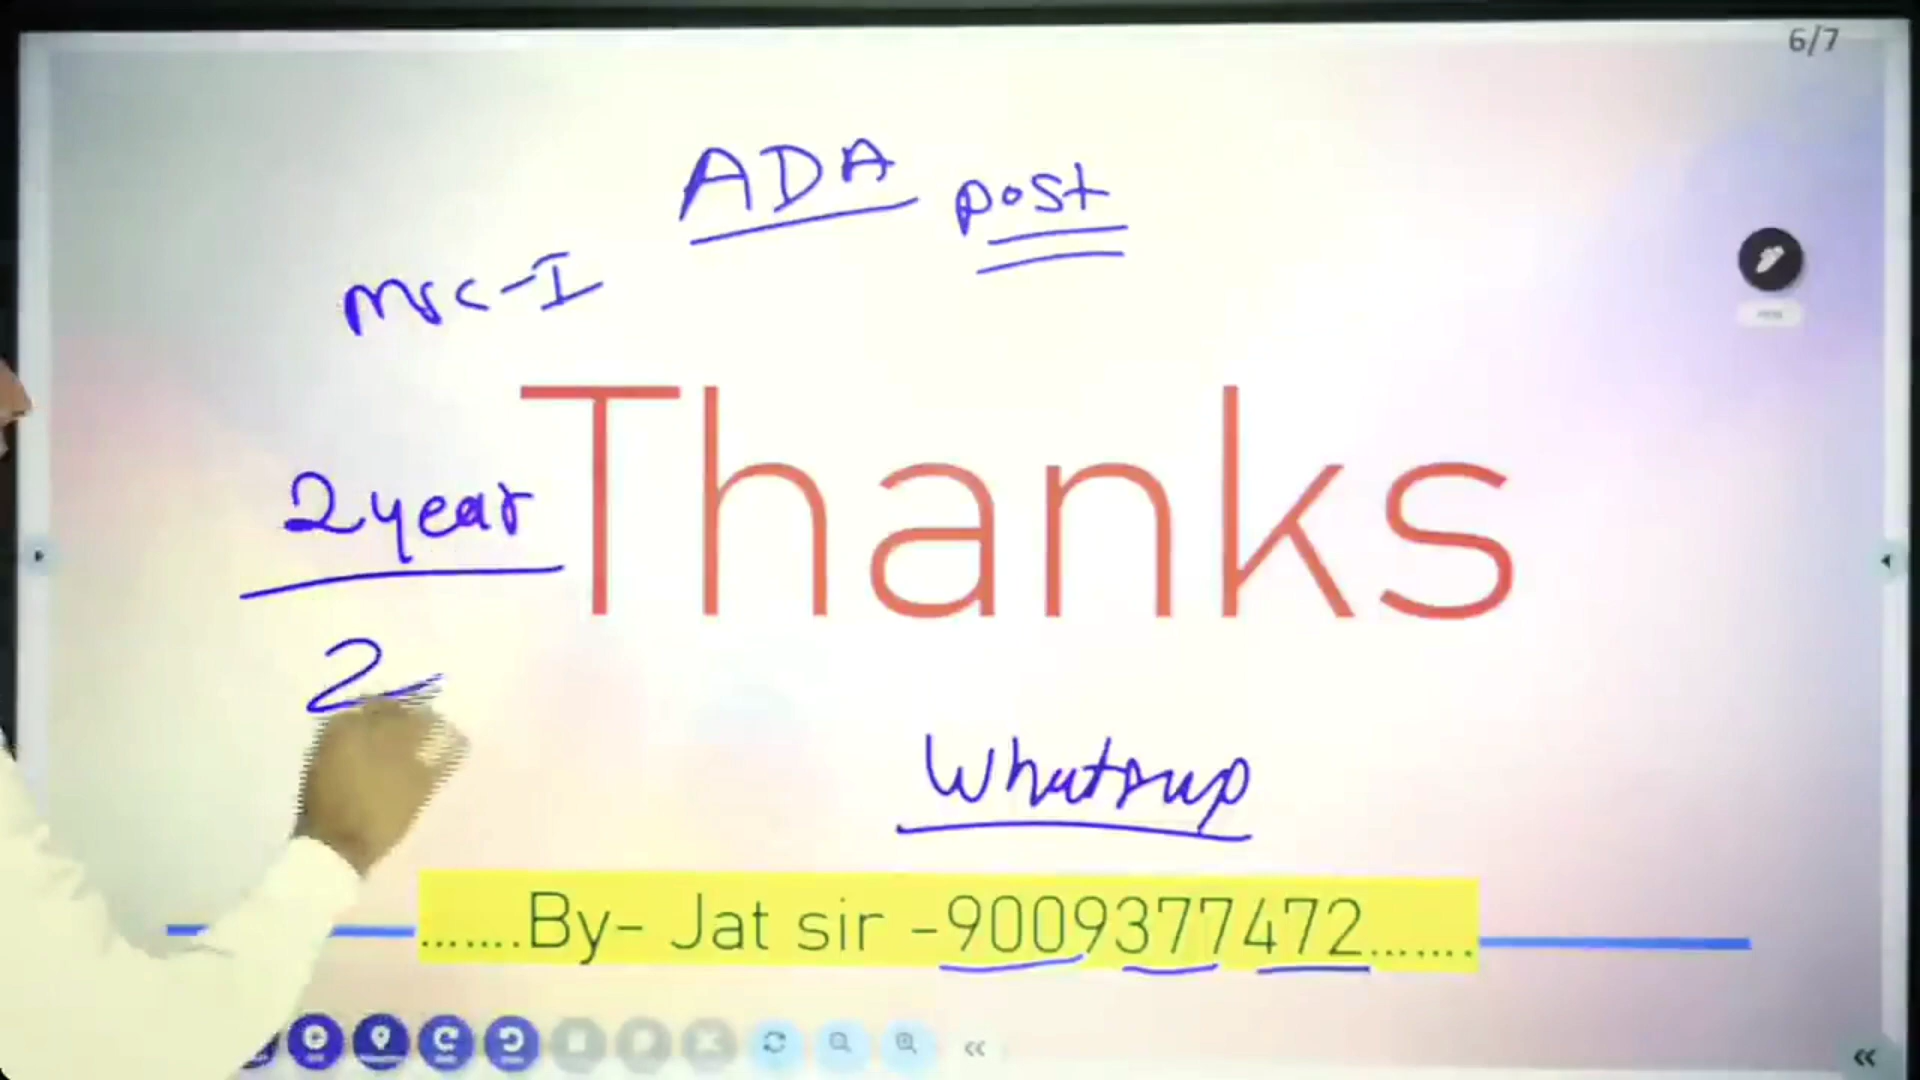 6/7
ADA post
Msc-I
Thanks
2year
2
Whatsup
.......By- Jat sir -9009377472.......